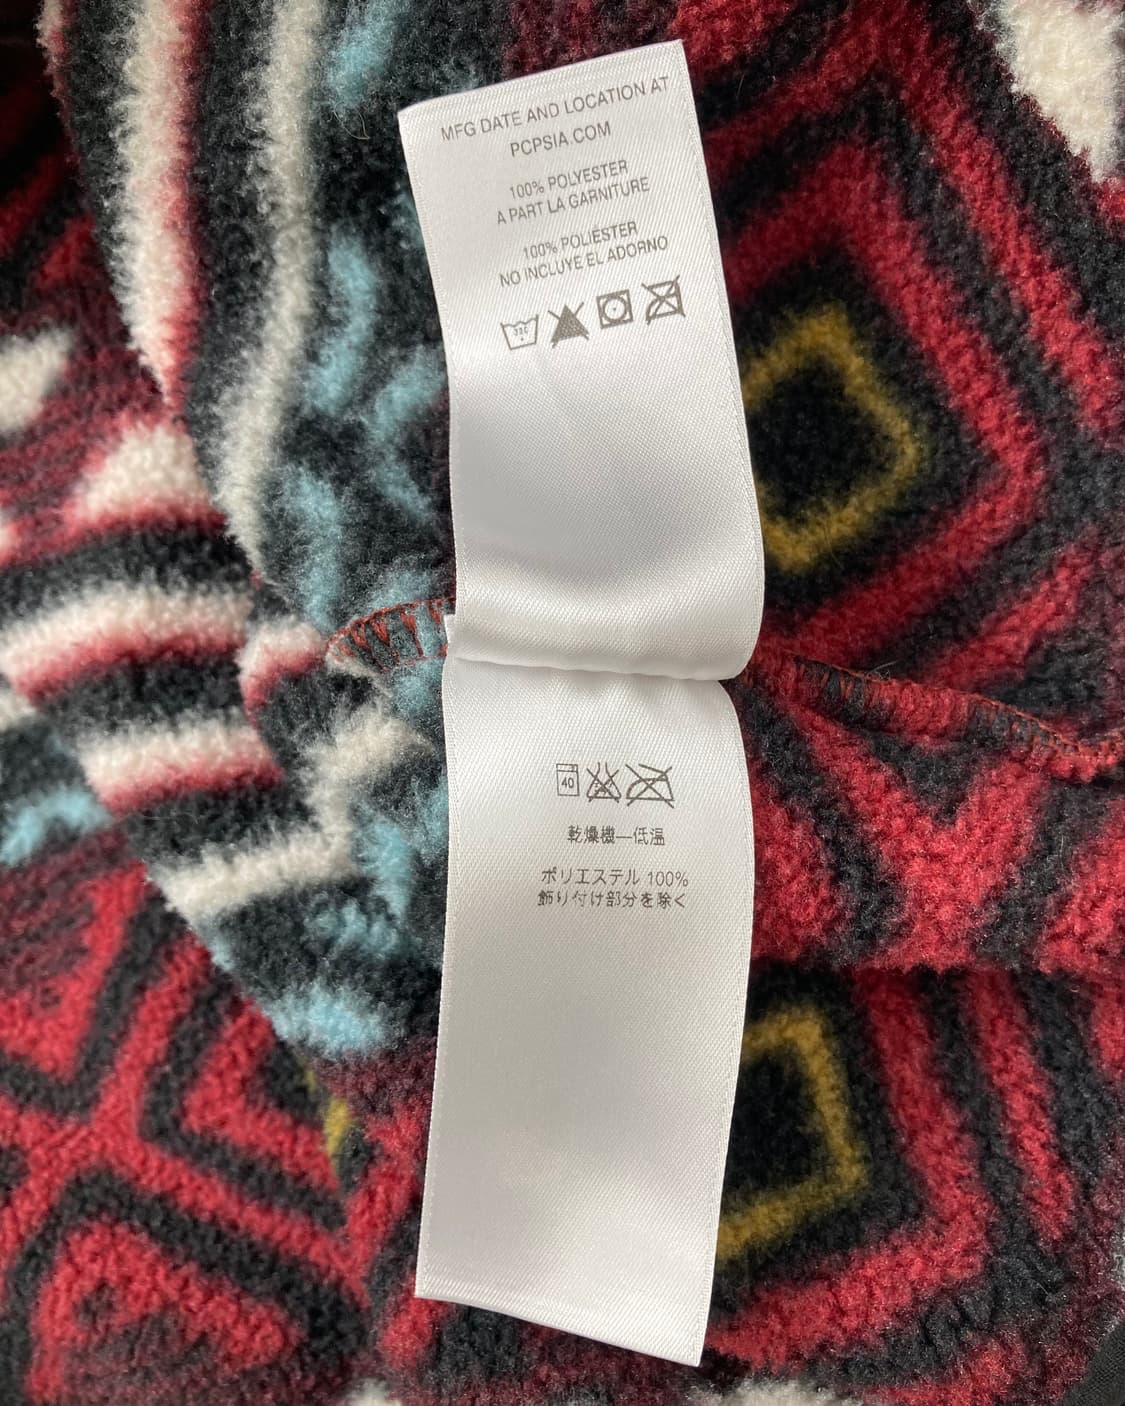 MFG DATE AND LOCATION AT
PCPSIA.COM
100% POLYESTER
A PART LA GARNITURE
100% POLIESTER
NO INCLUYE EL ADORNO
40
乾燥機—低温
ポリエステル 100%
飾り付け部分を除く